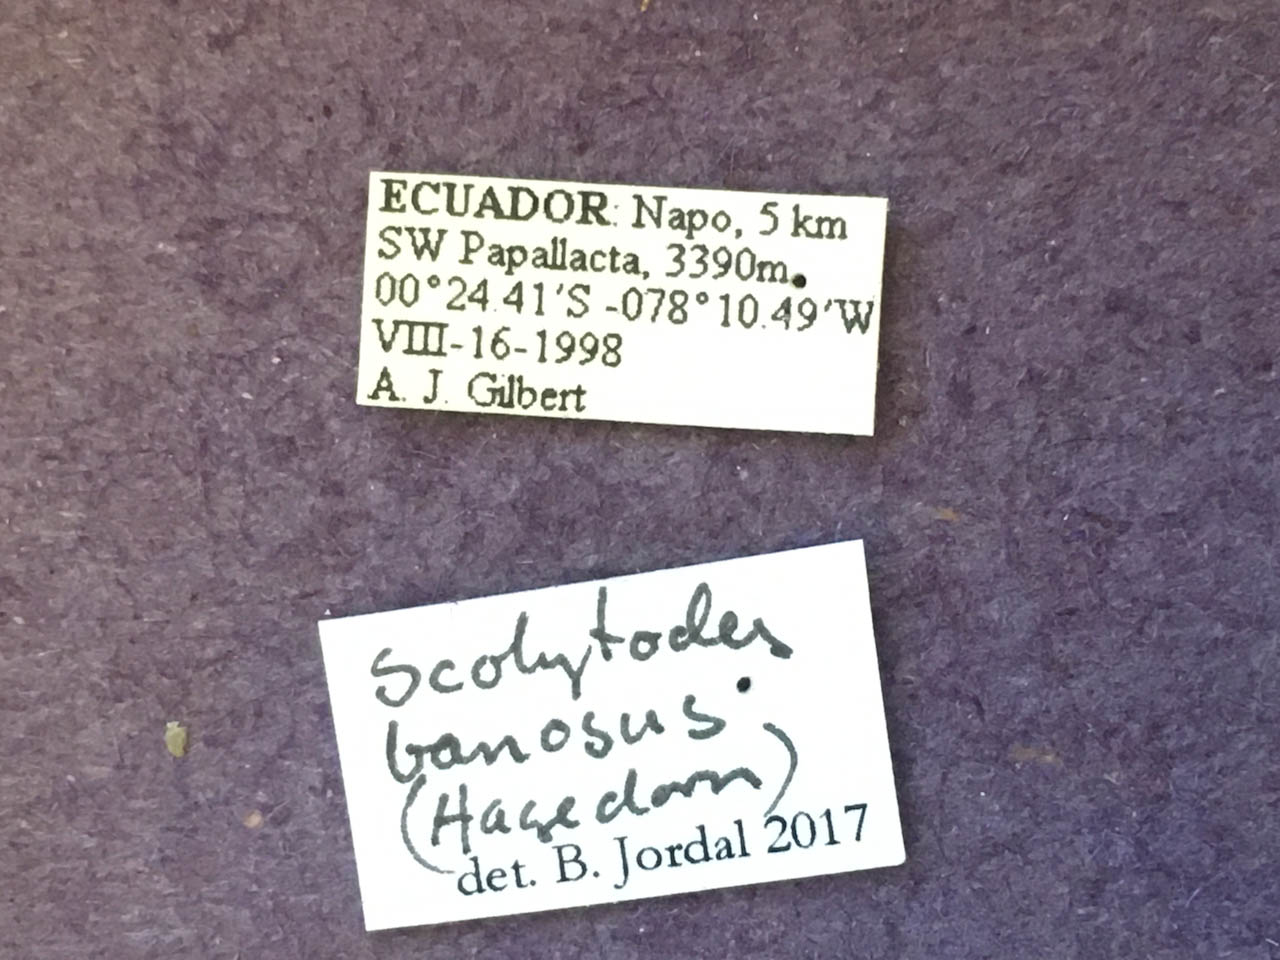 ECUADOR: Napo, 5 km
SW Papallacta, 3390m.
00°24.41'S -078°10.49'W
VIII-16-1998
A. J. Gilbert
Scolytodes
banosus
(Hagedorn)
det. B. Jordal 2017